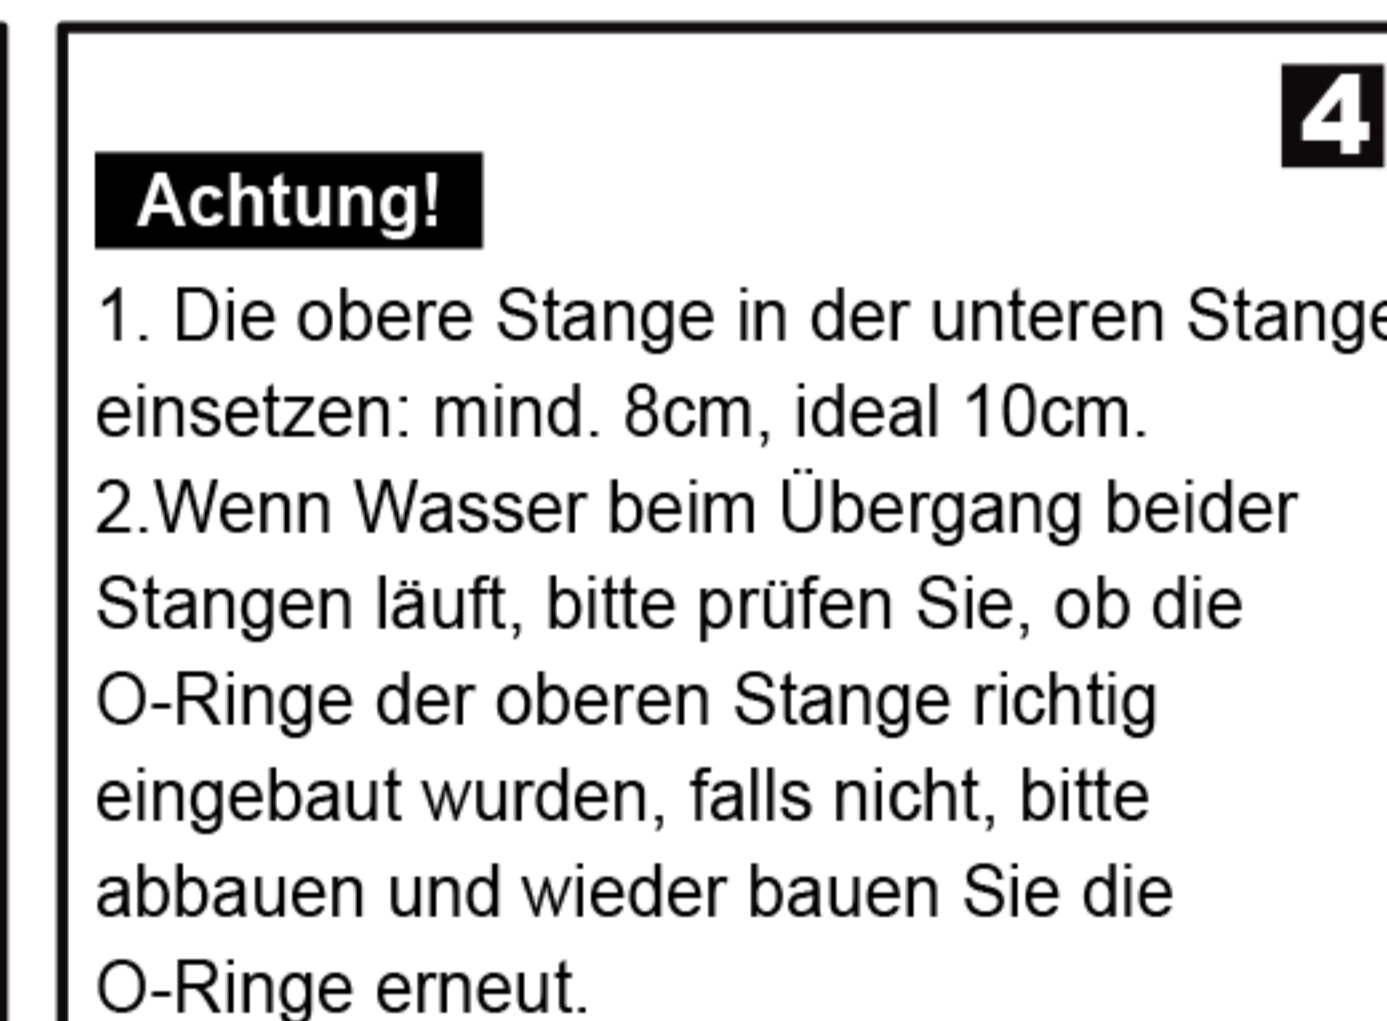 4
Achtung!
1. Die obere Stange in der unteren Stange
einsetzen: mind. 8cm, ideal 10cm.
2.Wenn Wasser beim Übergang beider
Stangen läuft, bitte prüfen Sie, ob die
O-Ringe der oberen Stange richtig
eingebaut wurden, falls nicht, bitte
abbauen und wieder bauen Sie die
O-Ringe erneut.